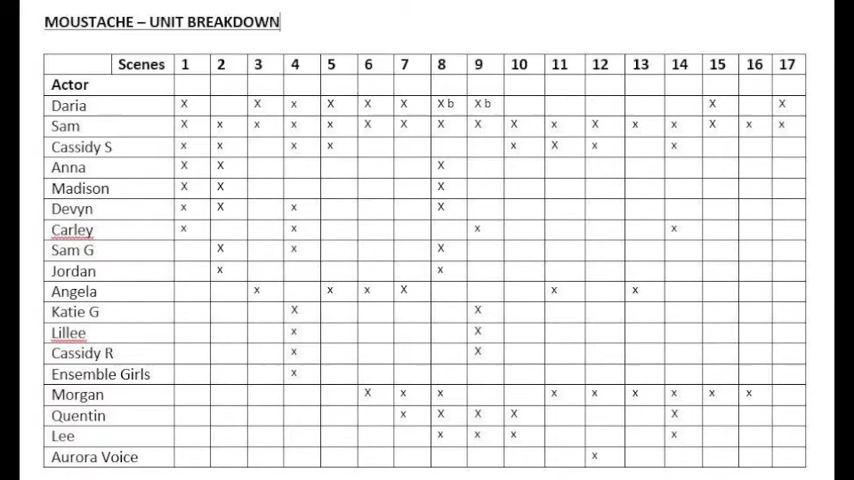 MOUSTACHE – UNIT BREAKDOWN
Scenes 1 2 3 4 5 6 7 8 9 10 11 12 13 14 15 16 17
Actor
Daria X X x X X X X b X b X X
Sam X x x x x X X X X X x X x x X x x
Cassidy S x x x x x X x x
Anna X X X
Madison X X X
Devyn x X x X
Carley x x x x
Sam G X x X
Jordan x x
Angela x x x X x x
Katie G X X
Lillee x X
Cassidy R x X
Ensemble Girls x
Morgan X x x x x x x x x
Quentin x X X X X
Lee x x x x
Aurora Voice x